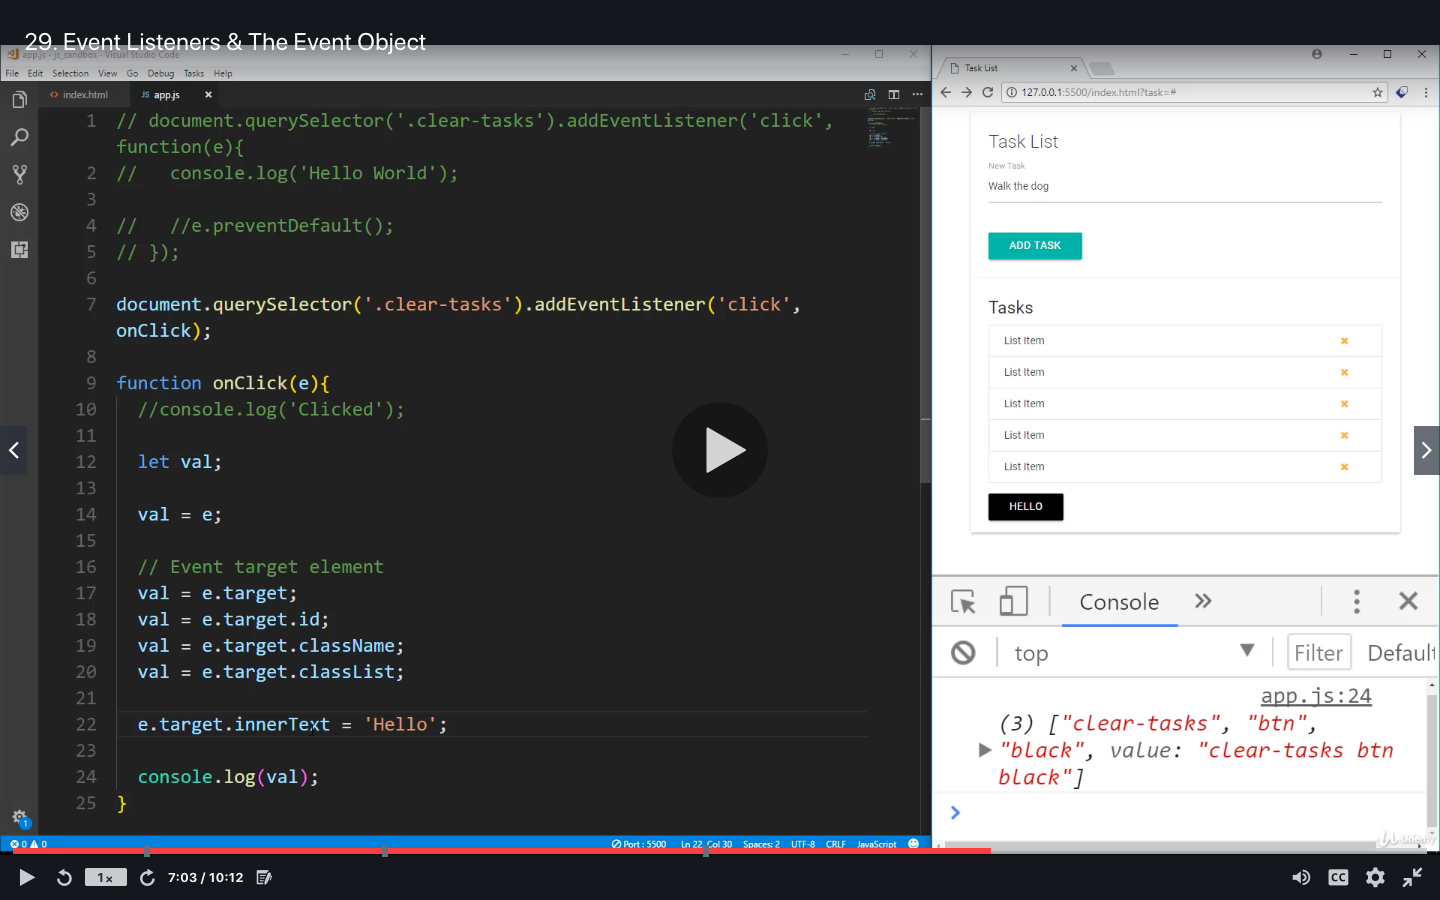 29. Event Listeners & The Event Object
app.js - js_sandbox - Visual Studio Code
File Edit Selection View Go Debug Tasks Help
<> index.html JS app.js ×
1 // document.querySelector('.clear-tasks').addEventListener('click',
function(e){
2 //   console.log('Hello World');
3
4 //   //e.preventDefault();
5 // });
6
7 document.querySelector('.clear-tasks').addEventListener('click',
onClick);
8
9 function onClick(e){
10   //console.log('Clicked');
11
12   let val;
13
14   val = e;
15
16   // Event target element
17   val = e.target;
18   val = e.target.id;
19   val = e.target.className;
20   val = e.target.classList;
21
22   e.target.innerText = 'Hello';
23
24   console.log(val);
25 }
1
0 0 Port : 5500 Ln 22, Col 30 Spaces: 2 UTF-8 CRLF JavaScript
Task List
127.0.0.1:5500/index.html?task=#
Task List
New Task
Walk the dog
ADD TASK
Tasks
List Item
List Item
List Item
List Item
List Item
HELLO
Console
top Filter Default
app.js:24
(3) ["clear-tasks", "btn",
"black", value: "clear-tasks btn
black"]
Udemy
1x 7:03 / 10:12 CC